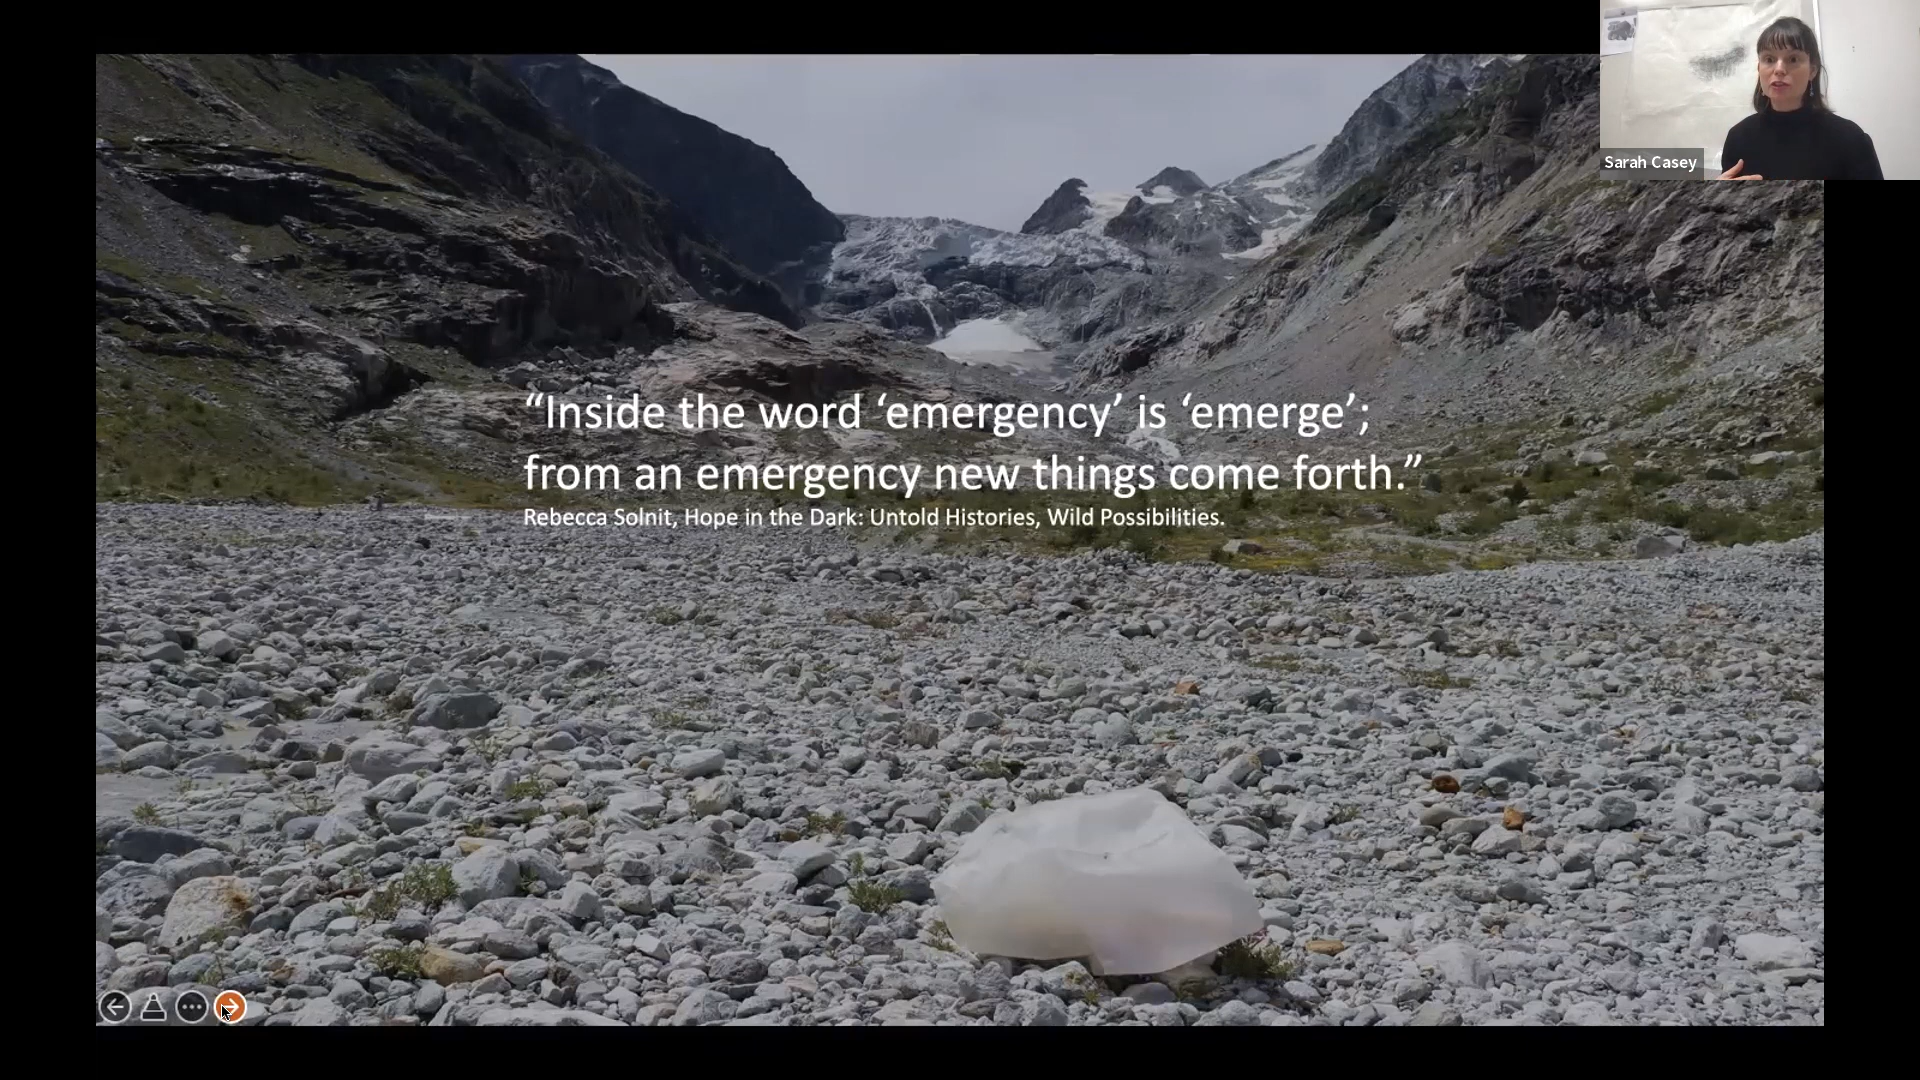 Sarah Casey
“Inside the word ‘emergency’ is ‘emerge’;
from an emergency new things come forth.”
Rebecca Solnit, Hope in the Dark: Untold Histories, Wild Possibilities.